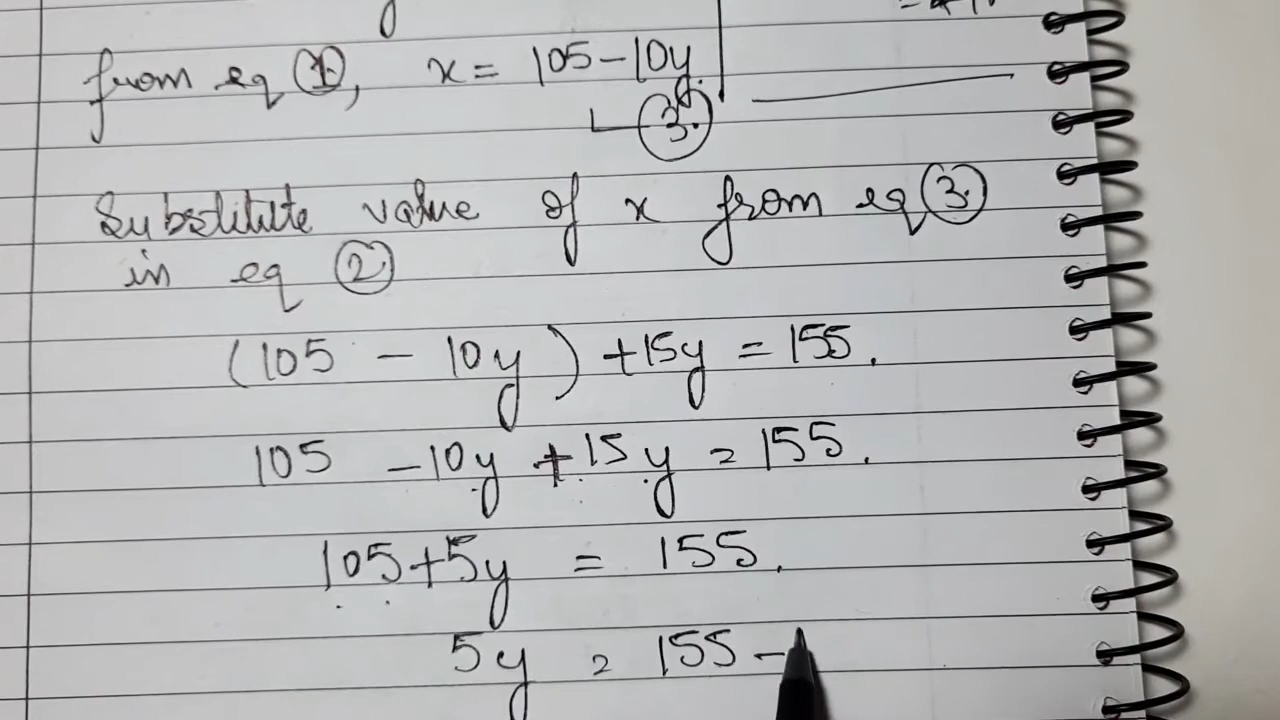 from eq ①, x = 105 - 10y.
③.
Substitute value of x from eq ③.
in eq ②
(105 - 10y) + 15y = 155.
105 - 10y + 15y = 155.
105 + 5y = 155.
5y = 155 -